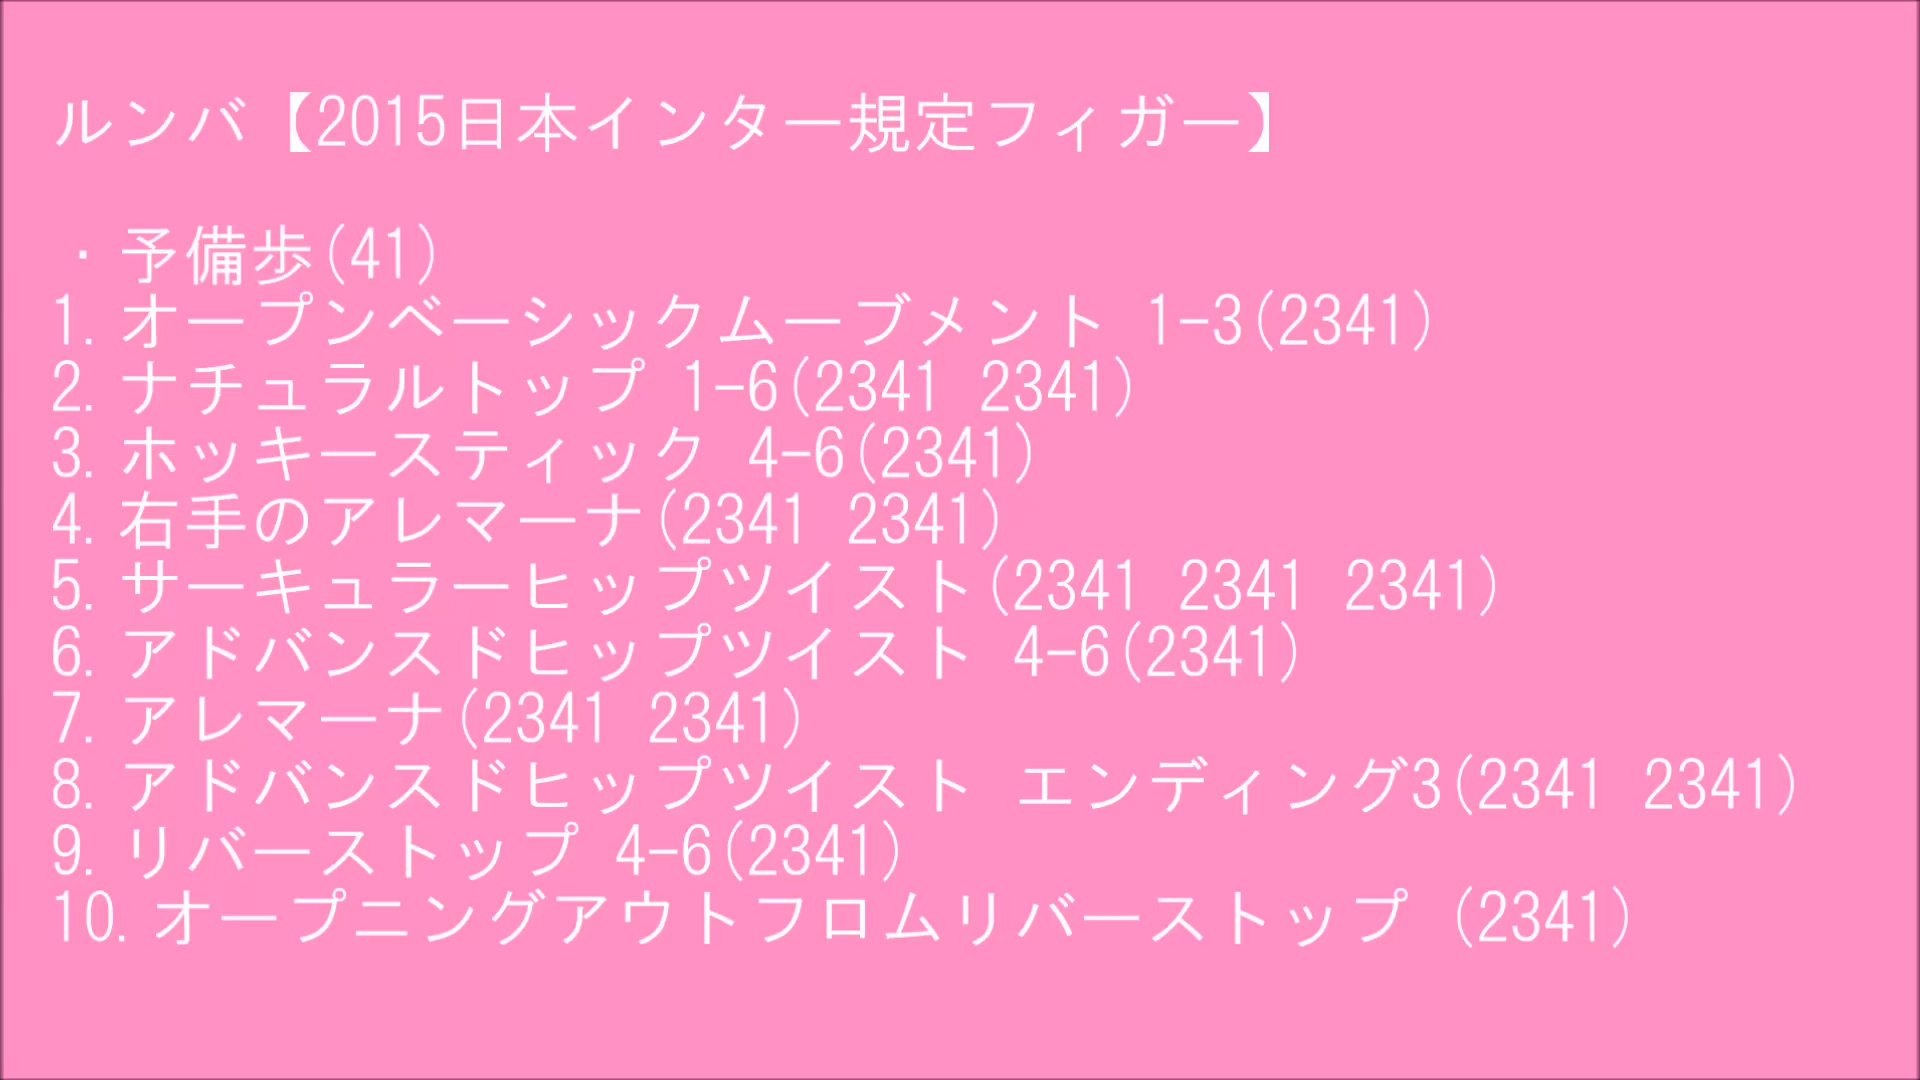 ルンバ【2015日本インター規定フィガー】
・予備歩(41)
1. オープンベーシックムーブメント 1-3(2341)
2. ナチュラルトップ 1-6(2341 2341)
3. ホッキースティック 4-6(2341)
4. 右手のアレマーナ(2341 2341)
5. サーキュラーヒップツイスト(2341 2341 2341)
6. アドバンスドヒップツイスト 4-6(2341)
7. アレマーナ(2341 2341)
8. アドバンスドヒップツイスト エンディング3(2341 2341)
9. リバーストップ 4-6(2341)
10. オープニングアウトフロムリバーストップ (2341)